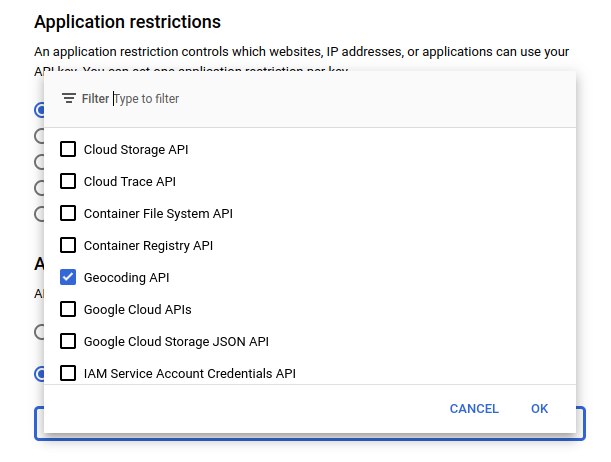 Application restrictions
An application restriction controls which websites, IP addresses, or applications can use your
API key. You can set one application restriction per key.
Filter Type to filter
Cloud Storage API
Cloud Trace API
Container File System API
Container Registry API
Geocoding API
A
Google Cloud APIs
Google Cloud Storage JSON API
IAM Service Account Credentials API
CANCEL OK